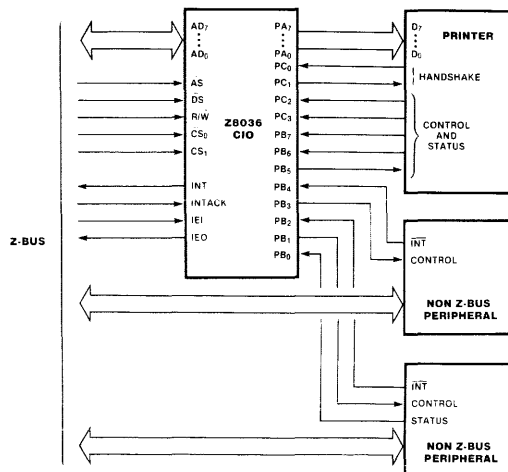 Z-BUS
AD7
⋮
AD0
AS
DS
R/W
CS0
CS1
INT
INTACK
IEI
IEO
Z8036
CIO
PA7
⋮
PA0
PC0
PC1
PC2
PC3
PB7
PB6
PB5
PB4
PB3
PB2
PB1
PB0
PRINTER
D7
⋮
D0
HANDSHAKE
CONTROL
AND
STATUS
INT
CONTROL
NON Z-BUS
PERIPHERAL
INT
CONTROL
STATUS
NON Z-BUS
PERIPHERAL